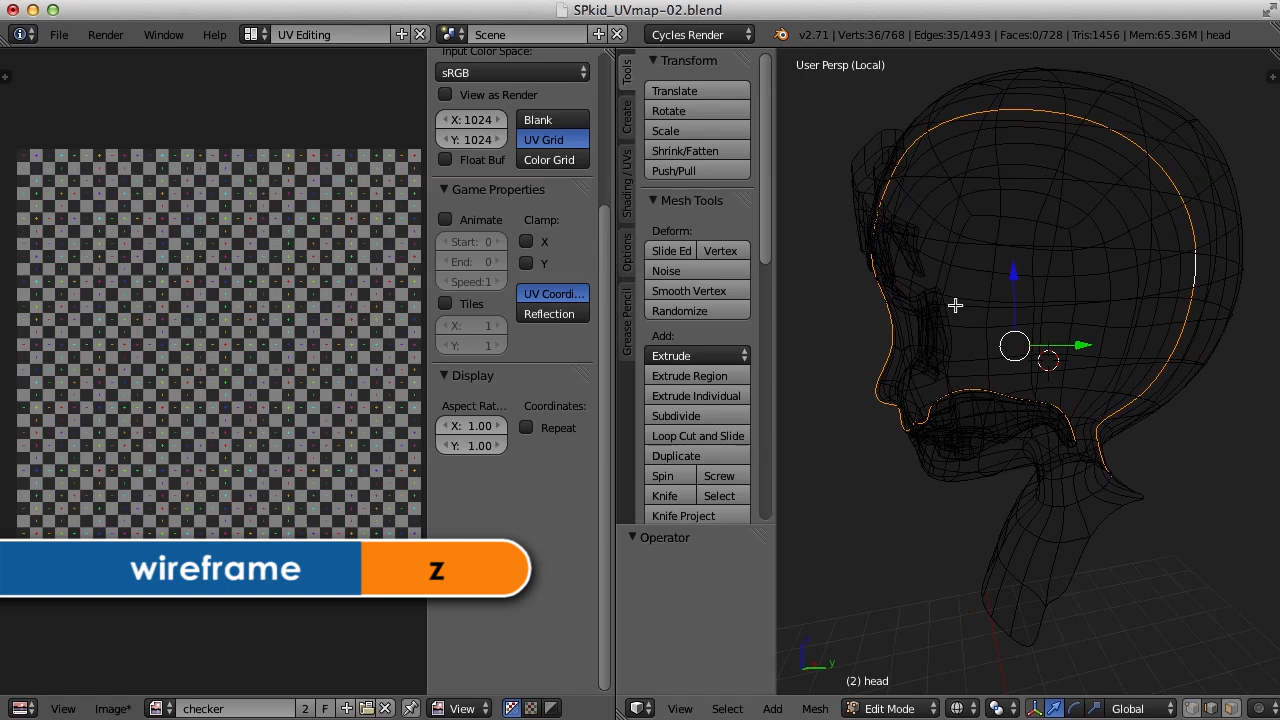 SPkid_UVmap-02.blend
File Render Window Help UV Editing Scene Cycles Render v2.71 | Verts:36/768 | Edges:35/1493 | Faces:0/728 | Tris:1456 | Mem:65.36M | head
Input Color Space:
sRGB
View as Render
X: 1024
Y: 1024
Float Buf
Blank
UV Grid
Color Grid
Game Properties
Animate
Start: 0
End: 0
Speed:1
Tiles
X: 1
Y: 1
Clamp:
X
Y
UV Coordi...
Reflection
Display
Aspect Rat...
X: 1.00
Y: 1.00
Coordinates:
Repeat
Tools
Create
Shading / UVs
Options
Grease Pencil
Transform
Translate
Rotate
Scale
Shrink/Fatten
Push/Pull
Mesh Tools
Deform:
Slide Ed Vertex
Noise
Smooth Vertex
Randomize
Add:
Extrude
Extrude Region
Extrude Individual
Subdivide
Loop Cut and Slide
Duplicate
Spin Screw
Knife Select
Knife Project
Operator
User Persp (Local)
z
y
(2) head
wireframe z
View Image* checker 2 F View
View Select Add Mesh Edit Mode Global